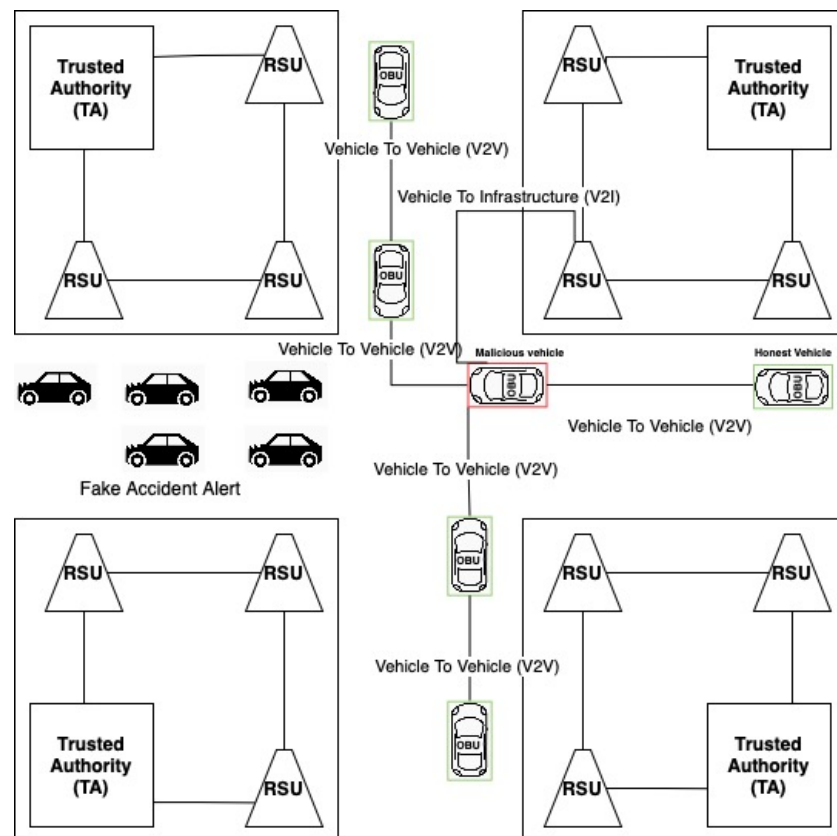 Trusted
Authority
(TA)
RSU
RSU
RSU
OBU
Vehicle To Vehicle (V2V)
RSU
Trusted
Authority
(TA)
RSU
RSU
Vehicle To Infrastructure (V2I)
OBU
Vehicle To Vehicle (V2V)
Malicious vehicle
OBU
Honest Vehicle
OBU
Vehicle To Vehicle (V2V)
Fake Accident Alert
Vehicle To Vehicle (V2V)
OBU
Vehicle To Vehicle (V2V)
OBU
RSU
RSU
Trusted
Authority
(TA)
RSU
RSU
RSU
RSU
Trusted
Authority
(TA)